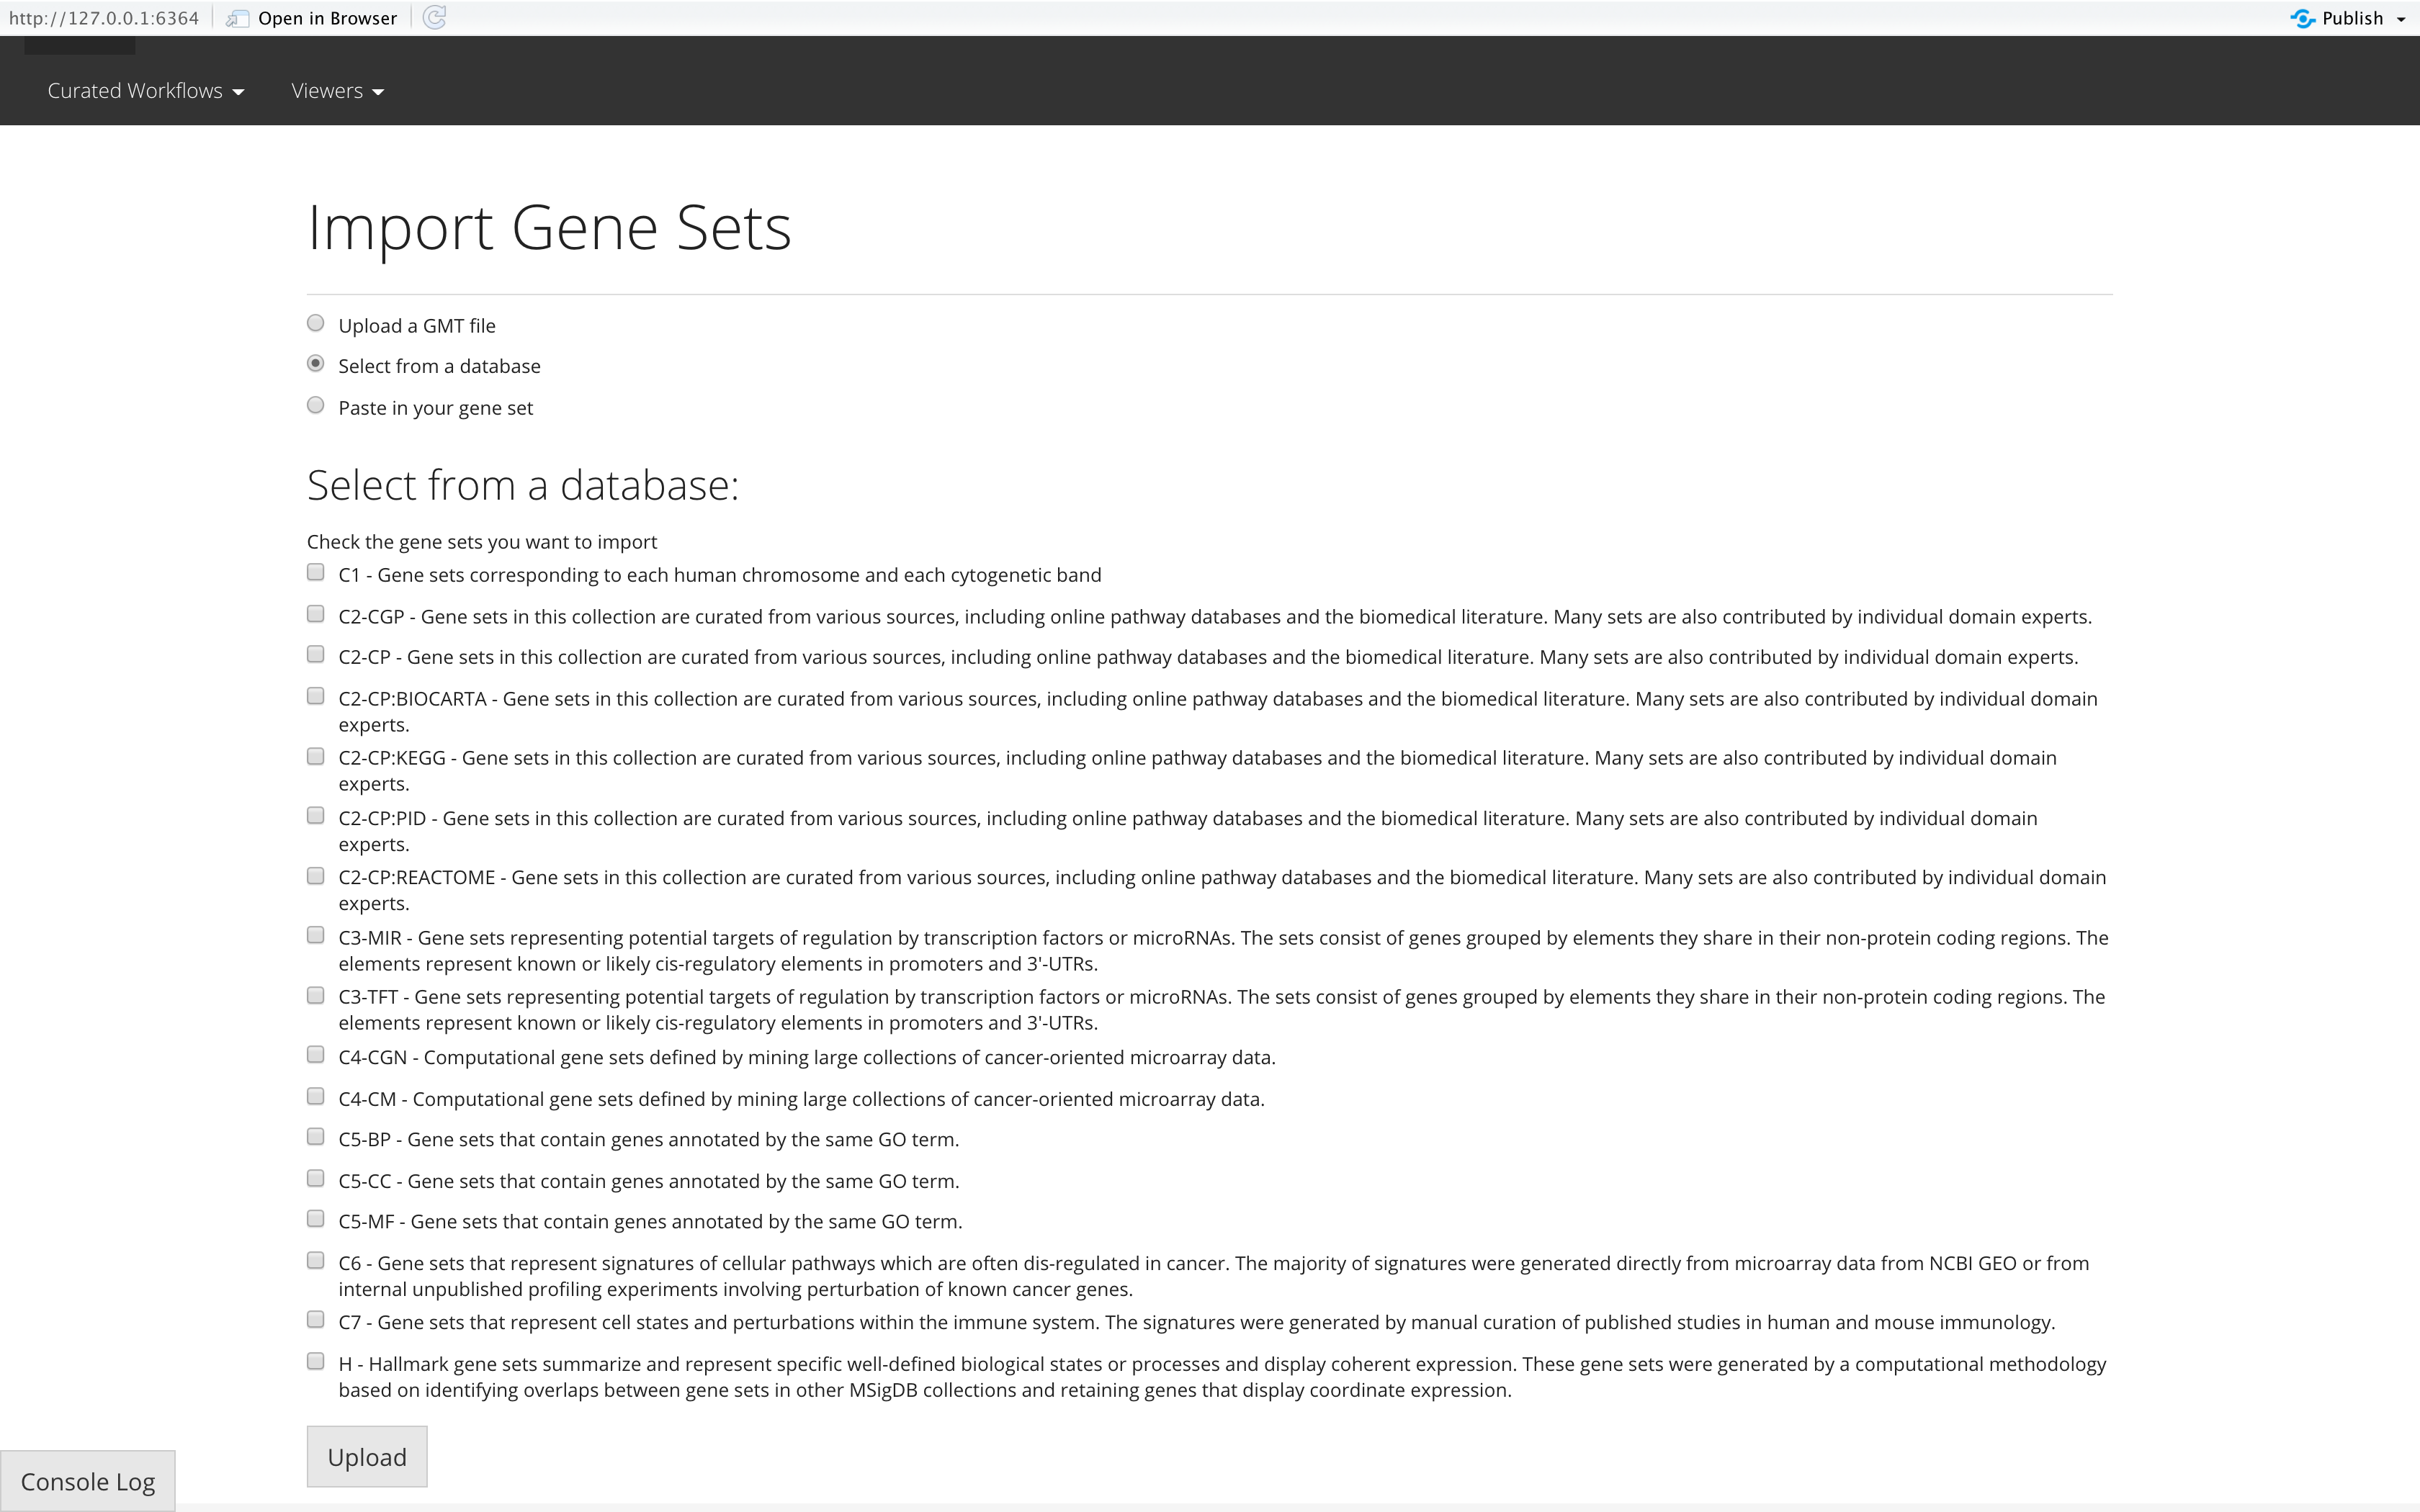 http://127.0.0.1:6364 Open in Browser Publish
Curated Workflows Viewers
Import Gene Sets
Upload a GMT file
Select from a database
Paste in your gene set
Select from a database:
Check the gene sets you want to import
C1 - Gene sets corresponding to each human chromosome and each cytogenetic band
C2-CGP - Gene sets in this collection are curated from various sources, including online pathway databases and the biomedical literature. Many sets are also contributed by individual domain experts.
C2-CP - Gene sets in this collection are curated from various sources, including online pathway databases and the biomedical literature. Many sets are also contributed by individual domain experts.
C2-CP:BIOCARTA - Gene sets in this collection are curated from various sources, including online pathway databases and the biomedical literature. Many sets are also contributed by individual domain
experts.
C2-CP:KEGG - Gene sets in this collection are curated from various sources, including online pathway databases and the biomedical literature. Many sets are also contributed by individual domain
experts.
C2-CP:PID - Gene sets in this collection are curated from various sources, including online pathway databases and the biomedical literature. Many sets are also contributed by individual domain
experts.
C2-CP:REACTOME - Gene sets in this collection are curated from various sources, including online pathway databases and the biomedical literature. Many sets are also contributed by individual domain
experts.
C3-MIR - Gene sets representing potential targets of regulation by transcription factors or microRNAs. The sets consist of genes grouped by elements they share in their non-protein coding regions. The
elements represent known or likely cis-regulatory elements in promoters and 3'-UTRs.
C3-TFT - Gene sets representing potential targets of regulation by transcription factors or microRNAs. The sets consist of genes grouped by elements they share in their non-protein coding regions. The
elements represent known or likely cis-regulatory elements in promoters and 3'-UTRs.
C4-CGN - Computational gene sets defined by mining large collections of cancer-oriented microarray data.
C4-CM - Computational gene sets defined by mining large collections of cancer-oriented microarray data.
C5-BP - Gene sets that contain genes annotated by the same GO term.
C5-CC - Gene sets that contain genes annotated by the same GO term.
C5-MF - Gene sets that contain genes annotated by the same GO term.
C6 - Gene sets that represent signatures of cellular pathways which are often dis-regulated in cancer. The majority of signatures were generated directly from microarray data from NCBI GEO or from
internal unpublished profiling experiments involving perturbation of known cancer genes.
C7 - Gene sets that represent cell states and perturbations within the immune system. The signatures were generated by manual curation of published studies in human and mouse immunology.
H - Hallmark gene sets summarize and represent specific well-defined biological states or processes and display coherent expression. These gene sets were generated by a computational methodology
based on identifying overlaps between gene sets in other MSigDB collections and retaining genes that display coordinate expression.
Upload
Console Log